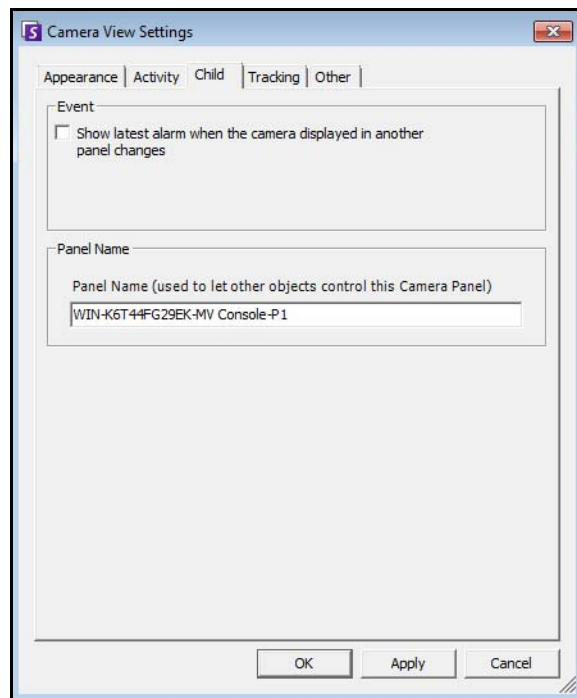 S Camera View Settings
Appearance Activity Child Tracking Other
Event
Show latest alarm when the camera displayed in another
panel changes
Panel Name
Panel Name (used to let other objects control this Camera Panel)
WIN-K6T44FG29EK-MV Console-P1
OK Apply Cancel